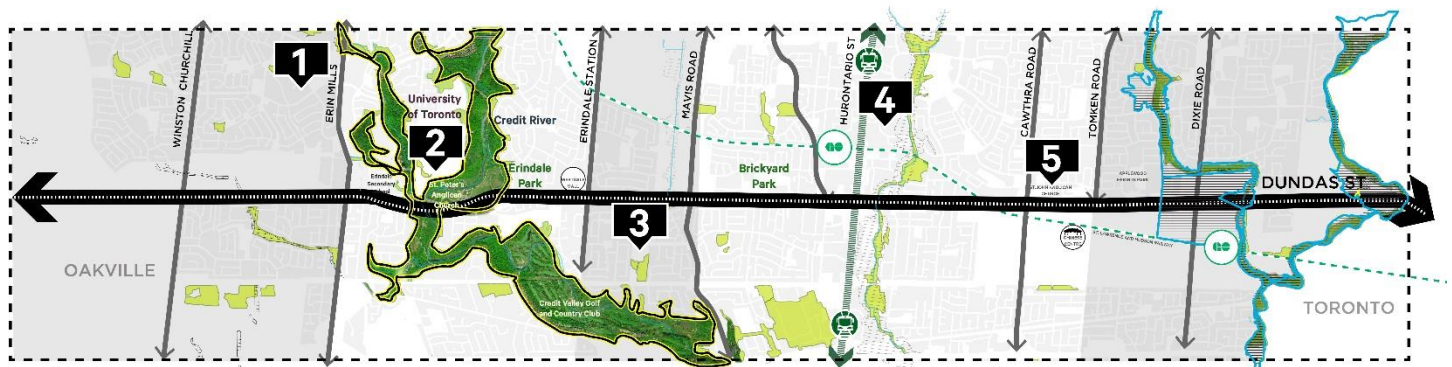 1
WINSTON CHURCHILL
ERIN MILLS
University
of Toronto
2
Credit River
St. Peter's
Anglican
Church
Erindale
Park
ERINDALE STATION
MAVIS ROAD
3
Brickyard
Park
HURONTARIO ST
4
GO
CAWTHRA ROAD
5
TOMKEN ROAD
DIXIE ROAD
DUNDAS ST
GO
OAKVILLE
Credit Valley Golf
and Country Club
TORONTO